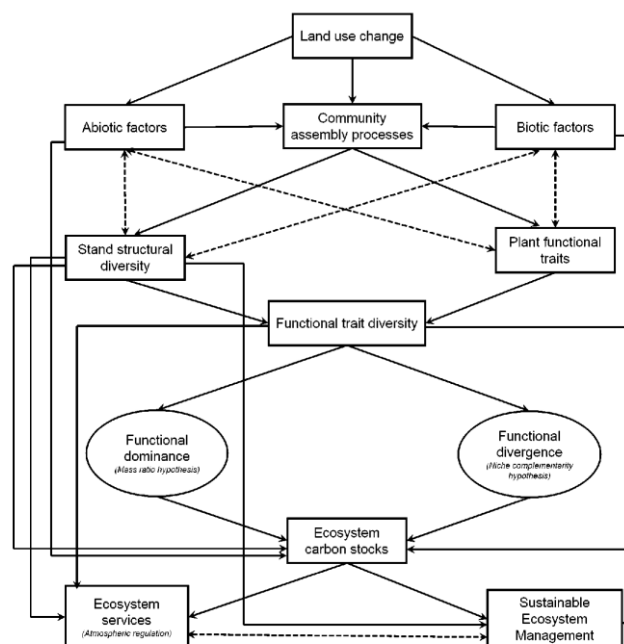 Land use change
Abiotic factors
Community
assembly processes
Biotic factors
Stand structural
diversity
Plant functional
traits
Functional trait diversity
Functional
dominance
(Mass ratio hypothesis)
Functional
divergence
(Niche complementarity
hypothesis)
Ecosystem
carbon stocks
Ecosystem
services
(Atmospheric regulation)
Sustainable
Ecosystem
Management